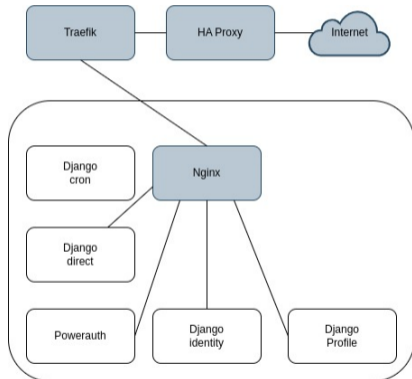 Traefik
HA Proxy
Internet
Django
cron
Nginx
Django
direct
Powerauth
Django
identity
Django
Profile